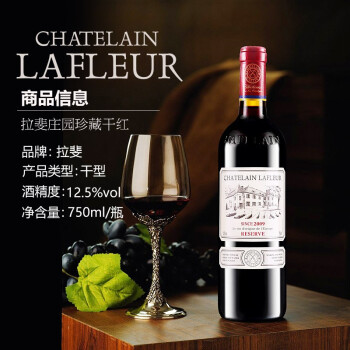 CHATELAIN
LAFLEUR
商品信息
拉斐庄园珍藏干红
品牌: 拉斐
产品类型: 干型
酒精度: 12.5%vol
净含量: 750ml/瓶
CHATELAIN LAFLEUR
SINCE 2009
RESERVE